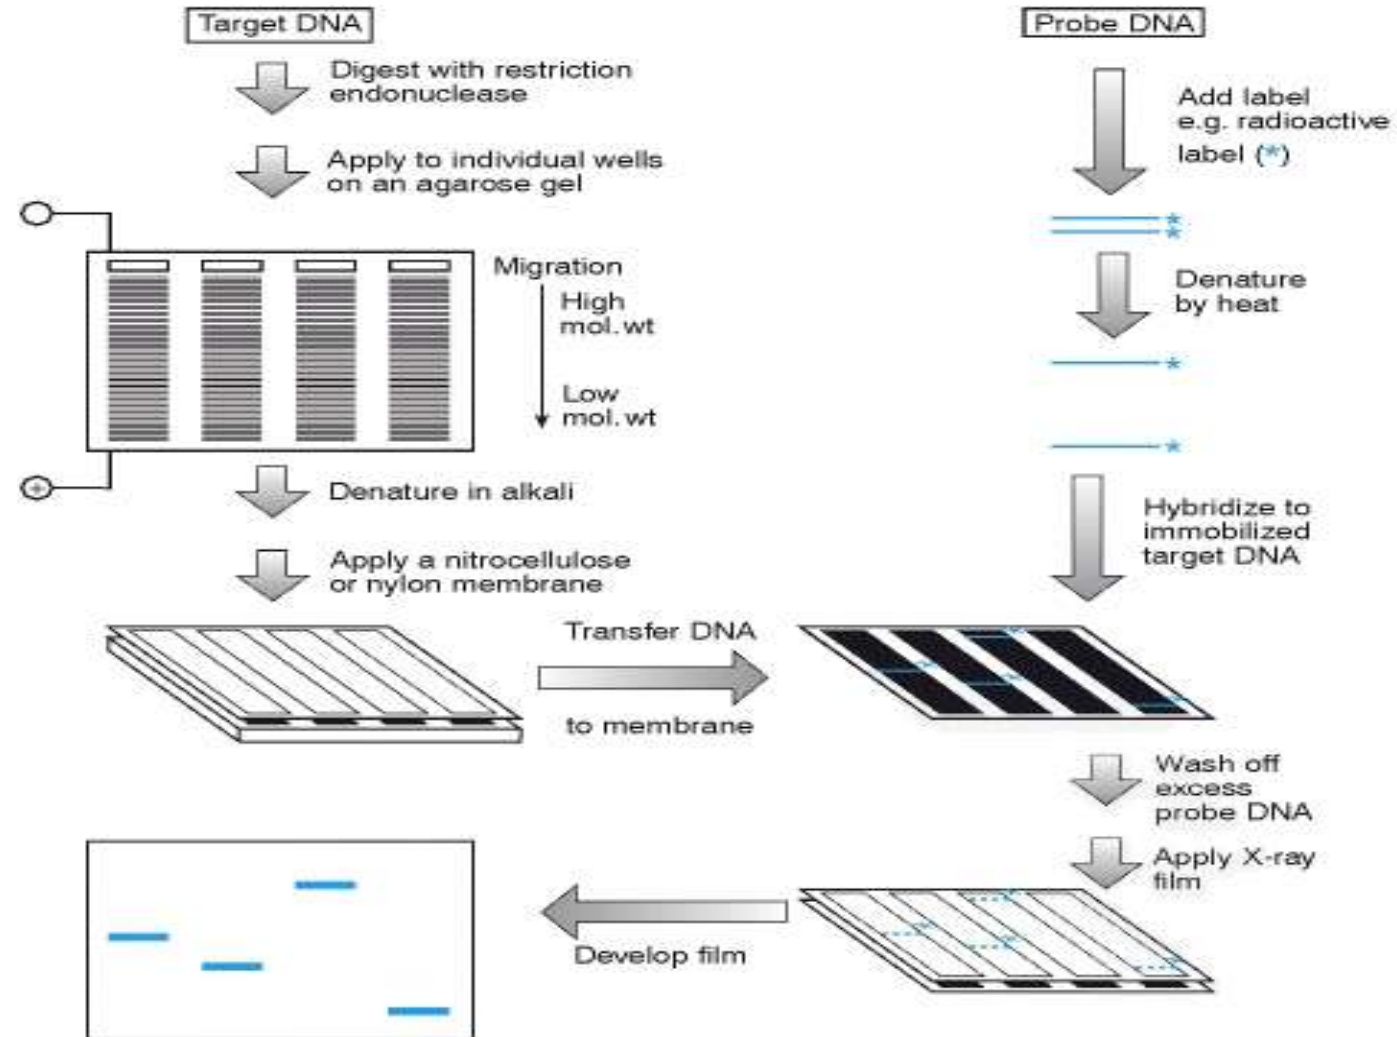 Target DNA
Digest with restriction
endonuclease
Apply to individual wells
on an agarose gel
Migration
High
mol. wt
Low
mol. wt
+
Denature in alkali
Apply a nitrocellulose
or nylon membrane
Transfer DNA
to membrane
Probe DNA
Add label
e.g. radioactive
label (*)
*
*
Denature
by heat
*
*
Hybridize to
immobilized
target DNA
Wash off
excess
probe DNA
Apply X-ray
film
Develop film